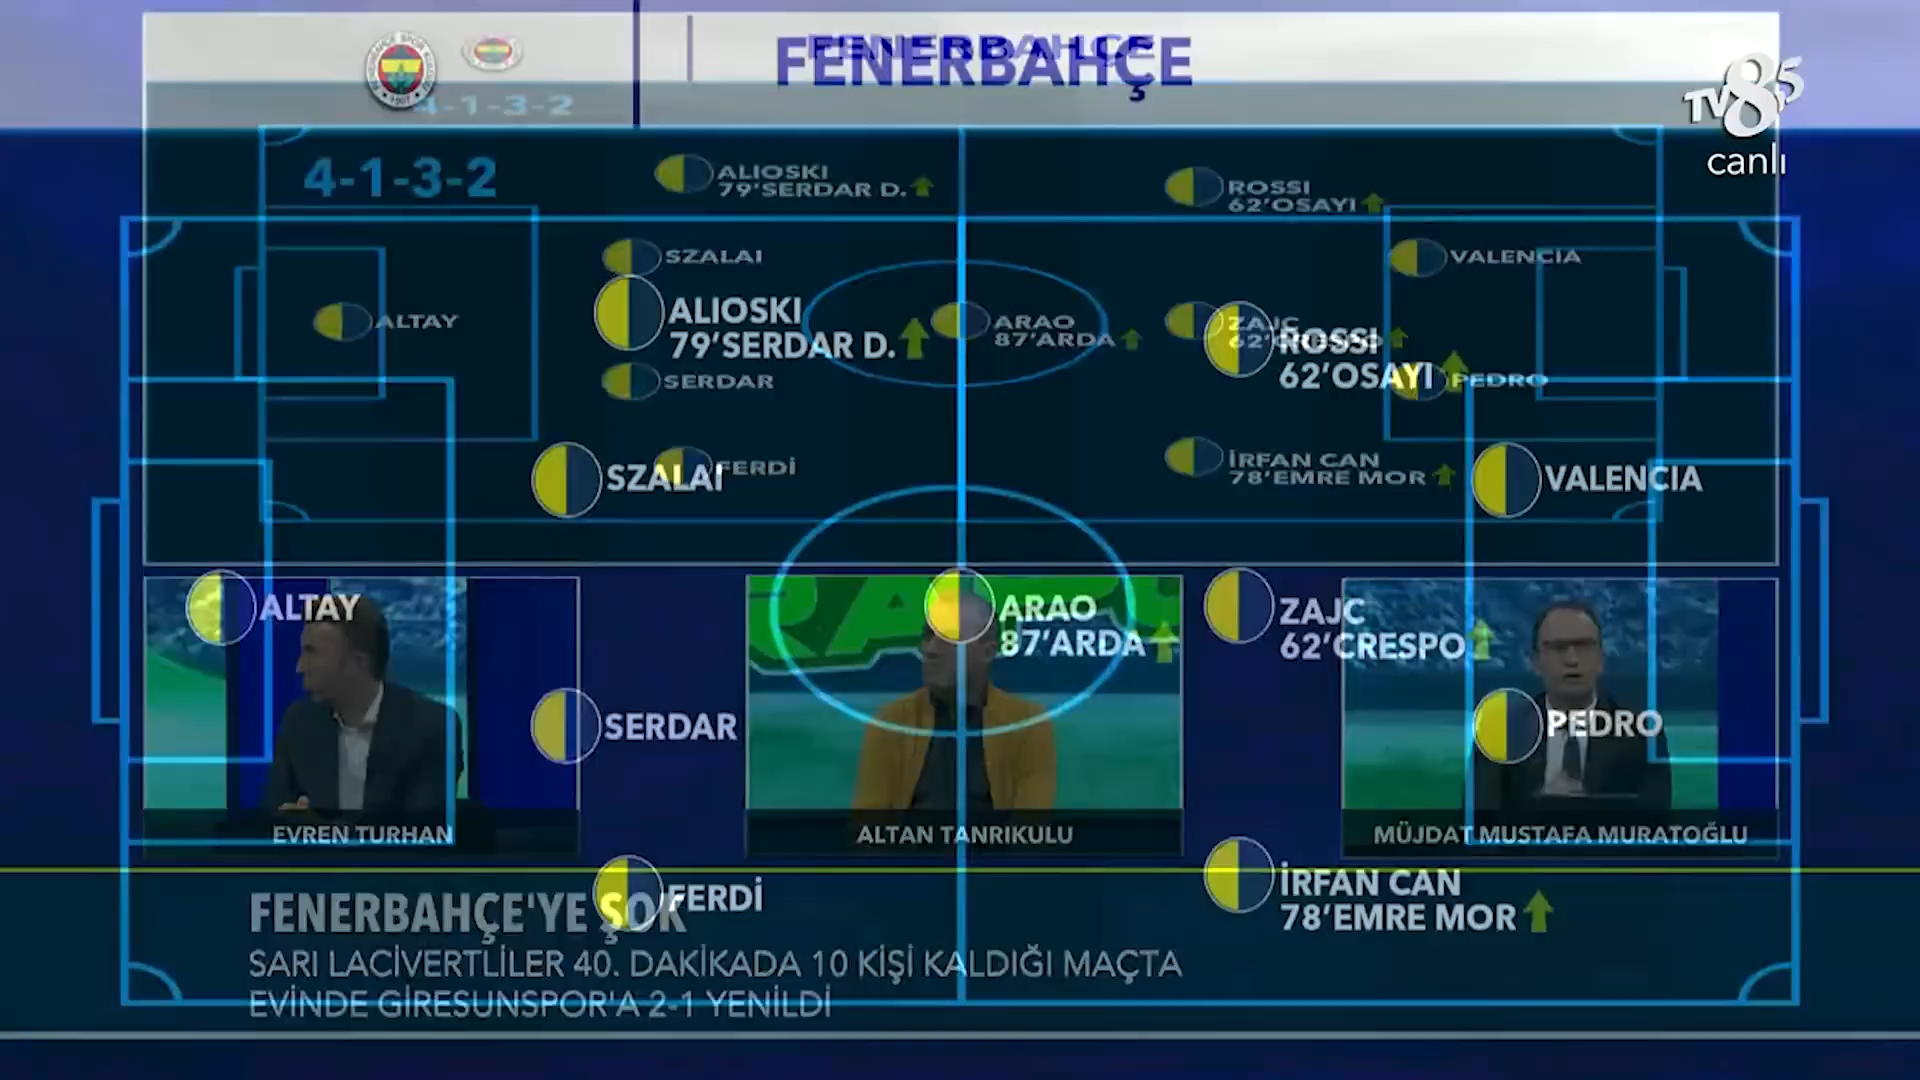 FENERBAHÇE
FENERBAHÇE
4-1-3-2
TV8,5
canlı
4-1-3-2
ALIOSKI
79'SERDAR D.
ROSSI
62'OSAYI
SZALAI
VALENCIA
ALTAY
ARAO
87'ARDA
ZAJC
62'CRESPO
SERDAR
PEDRO
FERDİ
İRFAN CAN
78'EMRE MOR
ALIOSKI
79'SERDAR D.
ROSSI
62'OSAYI
SZALAI
VALENCIA
ALTAY
ARAO
87'ARDA
ZAJC
62'CRESPO
SERDAR
PEDRO
FERDİ
İRFAN CAN
78'EMRE MOR
EVREN TURHAN
ALTAN TANRIKULU
MÜJDAT MUSTAFA MURATOĞLU
FENERBAHÇE'YE ŞOK
SARI LACİVERTLİLER 40. DAKİKADA 10 KİŞİ KALDIĞI MAÇTA
EVİNDE GİRESUNSPOR'A 2-1 YENİLDİ